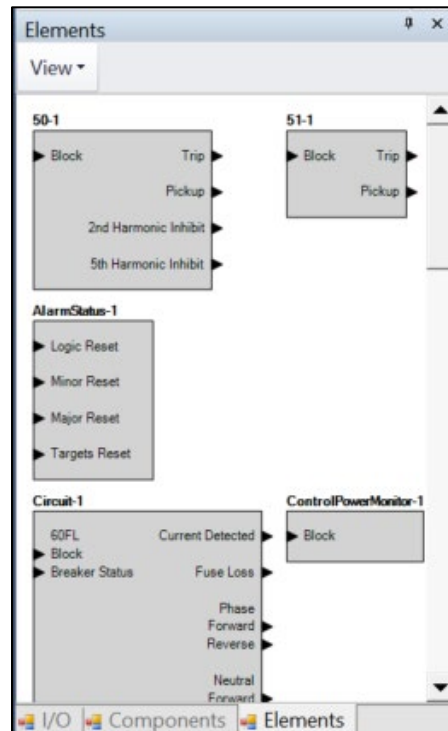 Elements
View
50-1
Block Trip
Pickup
2nd Harmonic Inhibit
5th Harmonic Inhibit
51-1
Block Trip
Pickup
AlarmStatus-1
Logic Reset
Minor Reset
Major Reset
Targets Reset
Circuit-1
60FL Current Detected
Block
Breaker Status Fuse Loss
Phase
Forward
Reverse
Neutral
Forward
ControlPowerMonitor-1
Block
I/O Components Elements